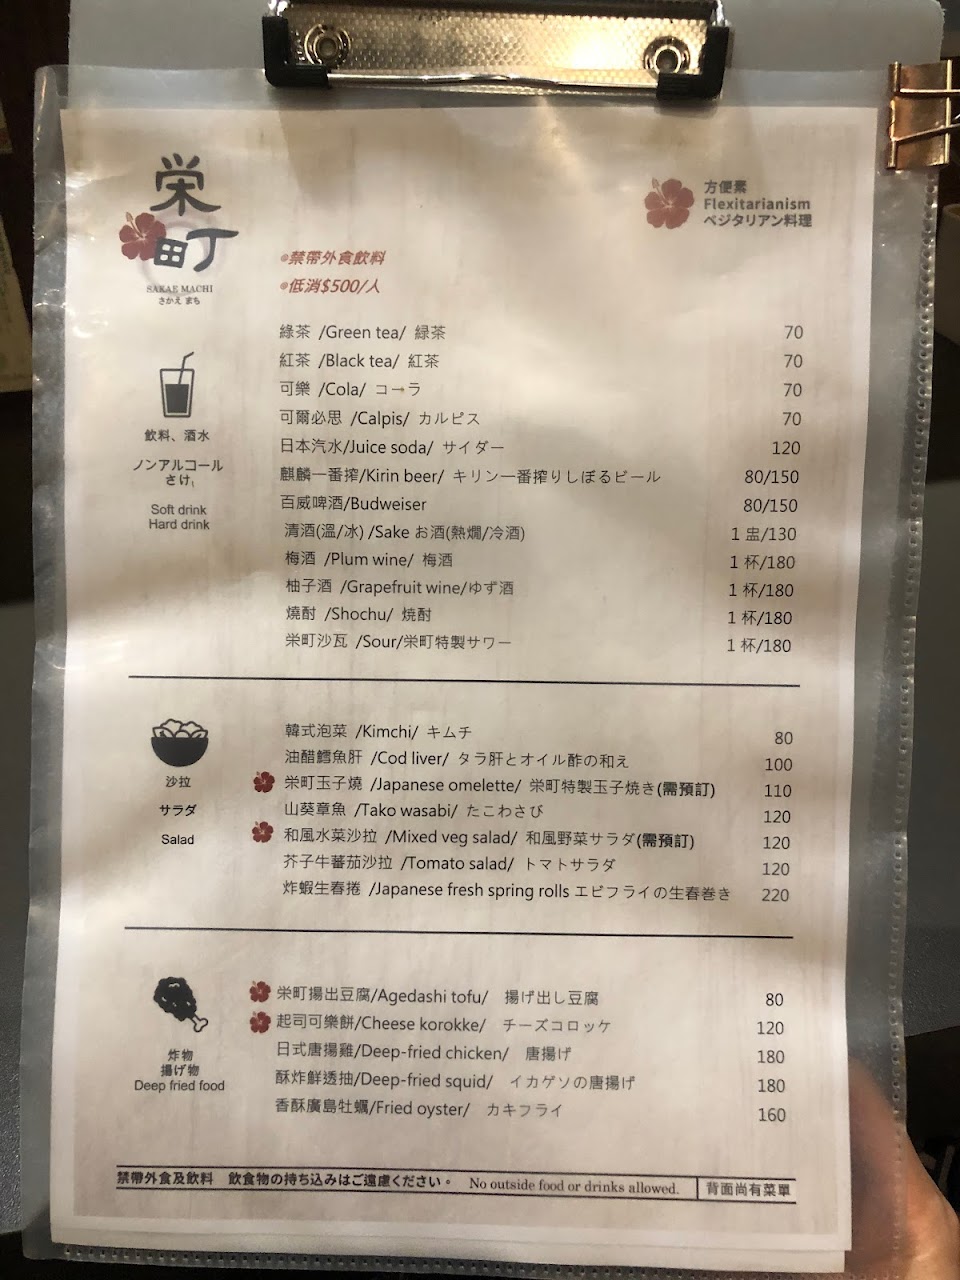 栄町
SAKAE MACHI
さかえ まち
方便素
Flexitarianism
ベジタリアン料理
◎禁帶外食飲料
◎低消$500/人
飲料、酒水
ノンアルコール
さけ
Soft drink
Hard drink
綠茶 /Green tea/ 緑茶 70
紅茶 /Black tea/ 紅茶 70
可樂 /Cola/ コーラ 70
可爾必思 /Calpis/ カルピス 70
日本汽水/Juice soda/ サイダー 120
麒麟一番搾/Kirin beer/ キリン一番搾りしぼるビール 80/150
百威啤酒/Budweiser 80/150
清酒(溫/冰) /Sake お酒(熱燗/冷酒) 1 盅/130
梅酒 /Plum wine/ 梅酒 1 杯/180
柚子酒 /Grapefruit wine/ゆず酒 1 杯/180
燒酎 /Shochu/ 焼酎 1 杯/180
栄町沙瓦 /Sour/栄町特製サワー 1 杯/180
沙拉
サラダ
Salad
韓式泡菜 /Kimchi/ キムチ 80
油醋鱈魚肝 /Cod liver/ タラ肝とオイル酢の和え 100
栄町玉子燒 /Japanese omelette/ 栄町特製玉子焼き(需預訂) 110
山葵章魚 /Tako wasabi/ たこわさび 120
和風水菜沙拉 /Mixed veg salad/ 和風野菜サラダ(需預訂) 120
芥子牛蕃茄沙拉 /Tomato salad/ トマトサラダ 120
炸蝦生春捲 /Japanese fresh spring rolls エビフライの生春巻き 220
炸物
揚げ物
Deep fried food
栄町揚出豆腐/Agedashi tofu/ 揚げ出し豆腐 80
起司可樂餅/Cheese korokke/ チーズコロッケ 120
日式唐揚雞/Deep-fried chicken/ 唐揚げ 180
酥炸鮮透抽/Deep-fried squid/ イカゲソの唐揚げ 180
香酥廣島牡蠣/Fried oyster/ カキフライ 160
禁帶外食及飲料 飲食物の持ち込みはご遠慮ください。 No outside food or drinks allowed. 背面尚有菜單